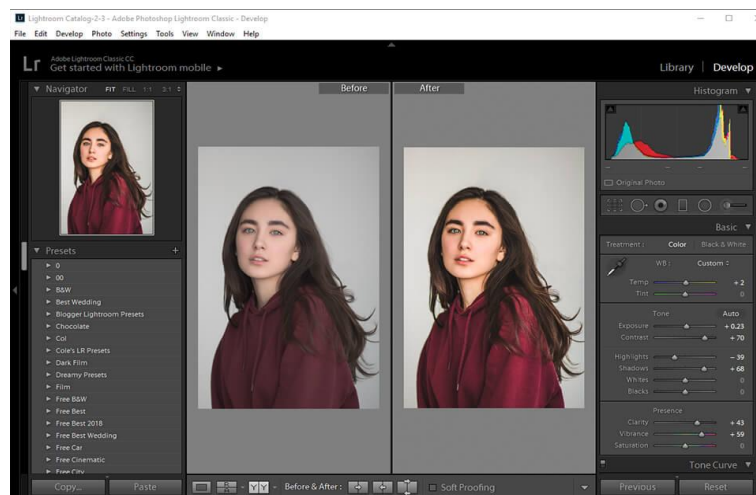 Lightroom Catalog-2-3 - Adobe Photoshop Lightroom Classic - Develop
File Edit Develop Photo Settings Tools View Window Help
Lr
Adobe Lightroom Classic CC
Get started with Lightroom mobile ▸
Library | Develop
Navigator FIT FILL 1:1 3:1
Before
After
Histogram
Original Photo
Basic
Treatment : Color Black & White
WB : Custom
Temp + 2
Tint 0
Tone Auto
Exposure + 0.23
Contrast + 70
Highlights − 39
Shadows + 68
Whites 0
Blacks 0
Presence
Clarity + 43
Vibrance + 59
Saturation 0
Tone Curve
Presets +
0
00
B&W
Best Wedding
Blogger Lightroom Presets
Chocolate
Col
Cole's LR Presets
Dark Film
Dreamy Presets
Film
Free B&W
Free Best
Free Best 2018
Free Best Wedding
Free Car
Free Cinematic
Free City
Copy... Paste
R A Y Y Before & After : Soft Proofing
Previous Reset